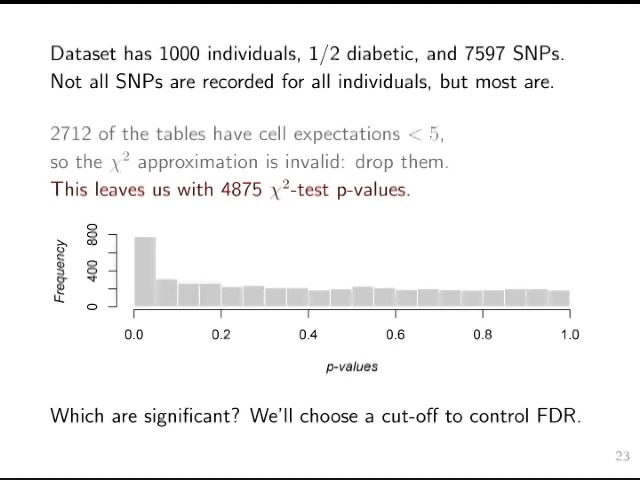 Dataset has 1000 individuals, 1/2 diabetic, and 7597 SNPs.
Not all SNPs are recorded for all individuals, but most are.
2712 of the tables have cell expectations < 5,
so the χ² approximation is invalid: drop them.
This leaves us with 4875 χ²-test p-values.
Frequency
800
400
0
0.0 0.2 0.4 0.6 0.8 1.0
p-values
Which are significant? We'll choose a cut-off to control FDR.
23